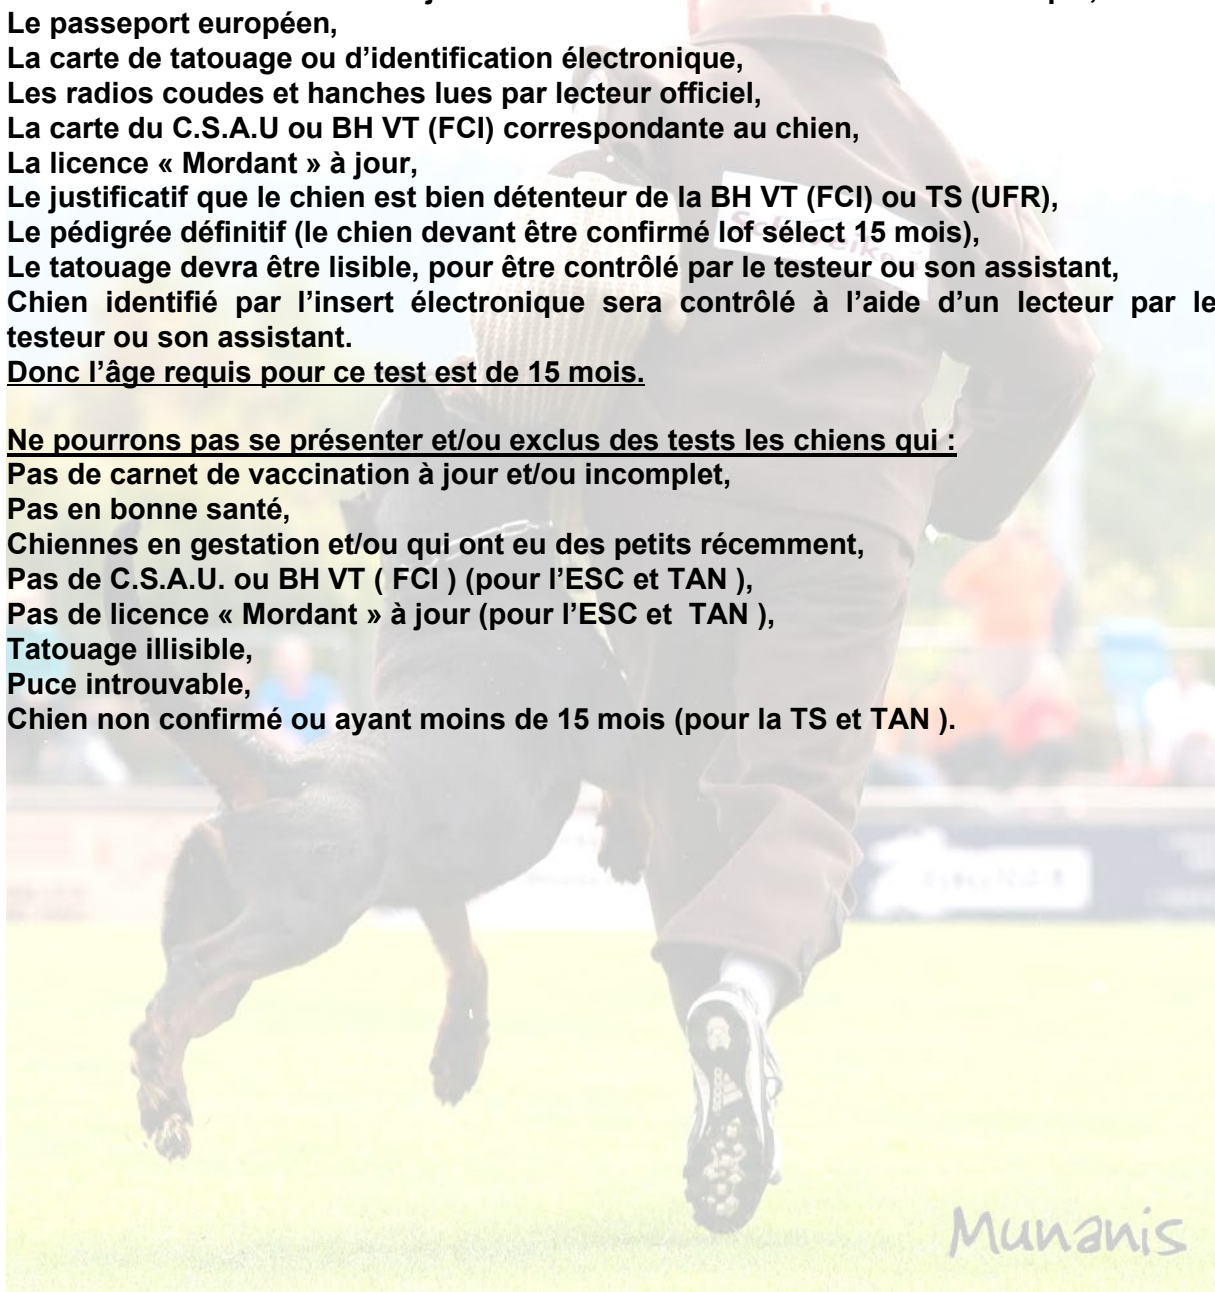 Le passeport européen,
La carte de tatouage ou d’identification électronique,
Les radios coudes et hanches lues par lecteur officiel,
La carte du C.S.A.U ou BH VT (FCI) correspondante au chien,
La licence « Mordant » à jour,
Le justificatif que le chien est bien détenteur de la BH VT (FCI) ou TS (UFR),
Le pédigrée définitif (le chien devant être confirmé lof sélect 15 mois),
Le tatouage devra être lisible, pour être contrôlé par le testeur ou son assistant,
Chien identifié par l’insert électronique sera contrôlé à l’aide d’un lecteur par le
testeur ou son assistant.
Donc l’âge requis pour ce test est de 15 mois.
Ne pourrons pas se présenter et/ou exclus des tests les chiens qui :
Pas de carnet de vaccination à jour et/ou incomplet,
Pas en bonne santé,
Chiennes en gestation et/ou qui ont eu des petits récemment,
Pas de C.S.A.U. ou BH VT ( FCI ) (pour l’ESC et TAN ),
Pas de licence « Mordant » à jour (pour l’ESC et  TAN ),
Tatouage illisible,
Puce introuvable,
Chien non confirmé ou ayant moins de 15 mois (pour la TS et TAN ).
adidas
Munanis